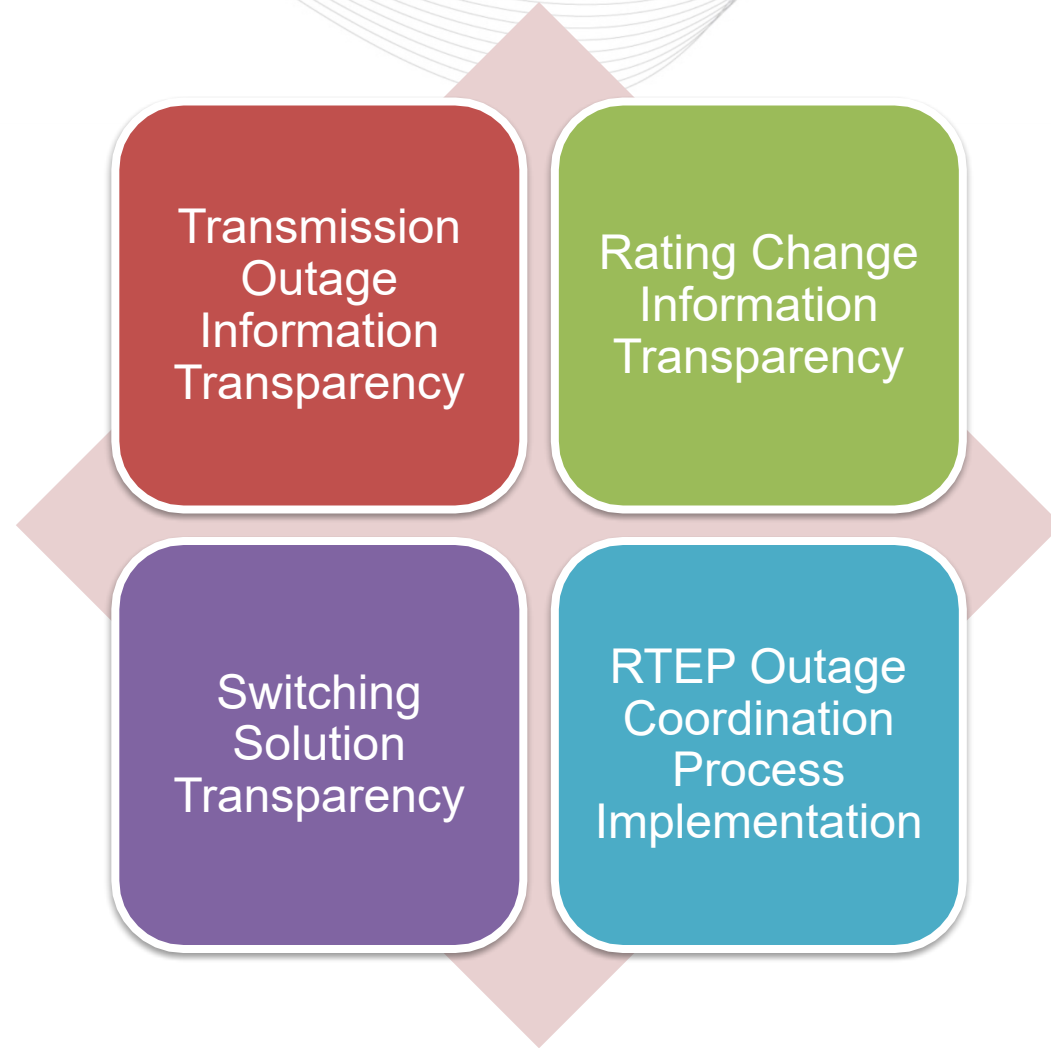 Transmission
Outage
Information
Transparency
Rating Change
Information
Transparency
Switching
Solution
Transparency
RTEP Outage
Coordination
Process
Implementation